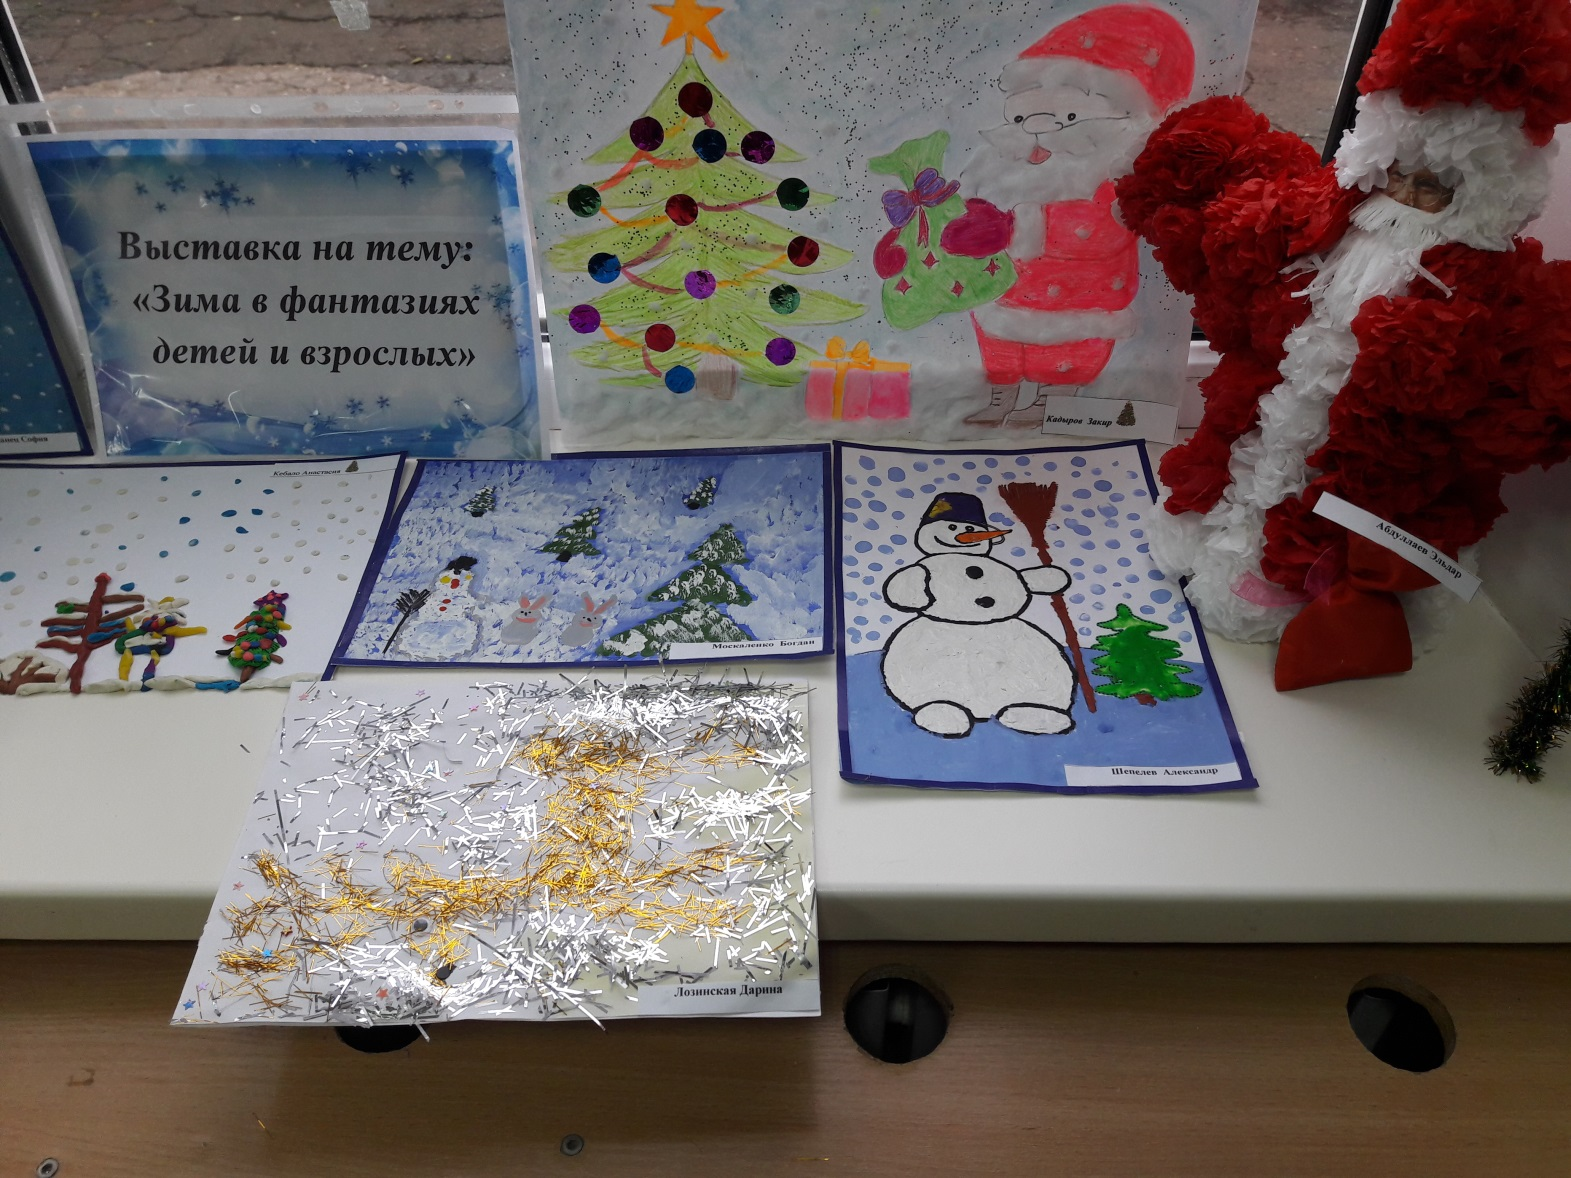 Выставка на тему:
«Зима в фантазиях
детей и взрослых»
Кадыров Закир
София
Кебало Анастасия
Москаленко Богдан
Шепелев Александр
Абдуллаев Эльдар
Лозинская Дарина